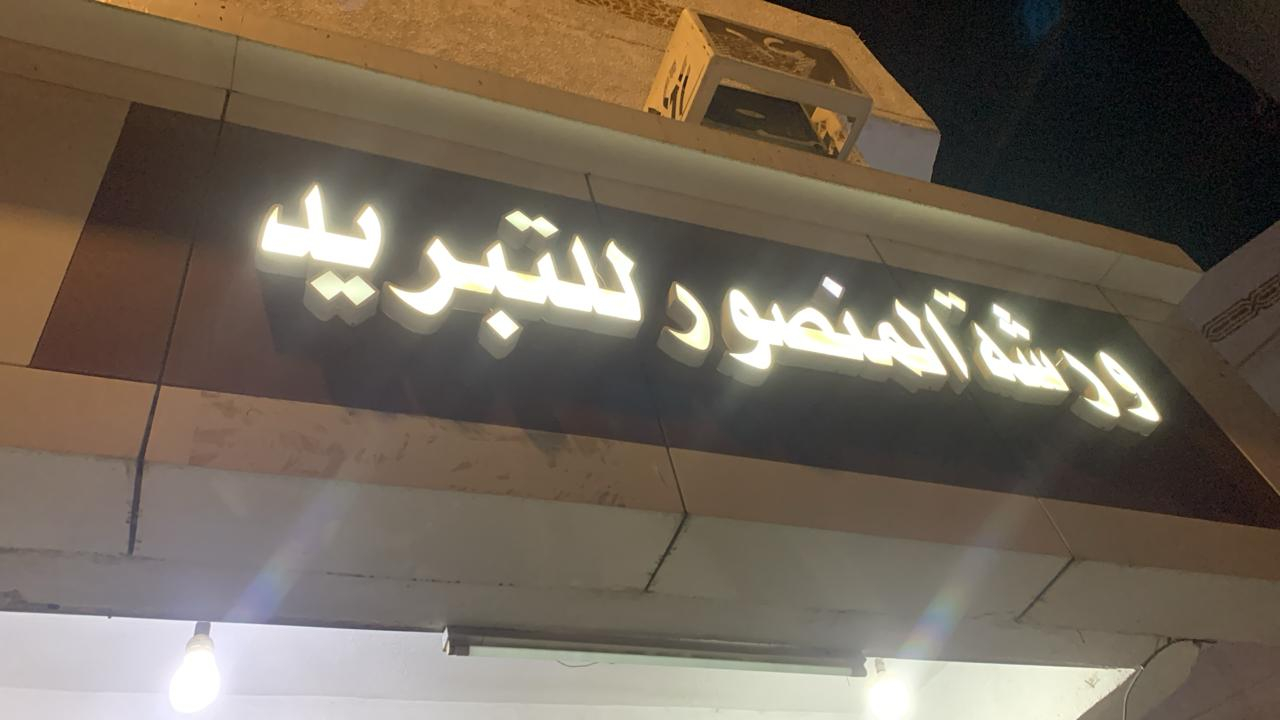 ورشة المنصور للتبريد